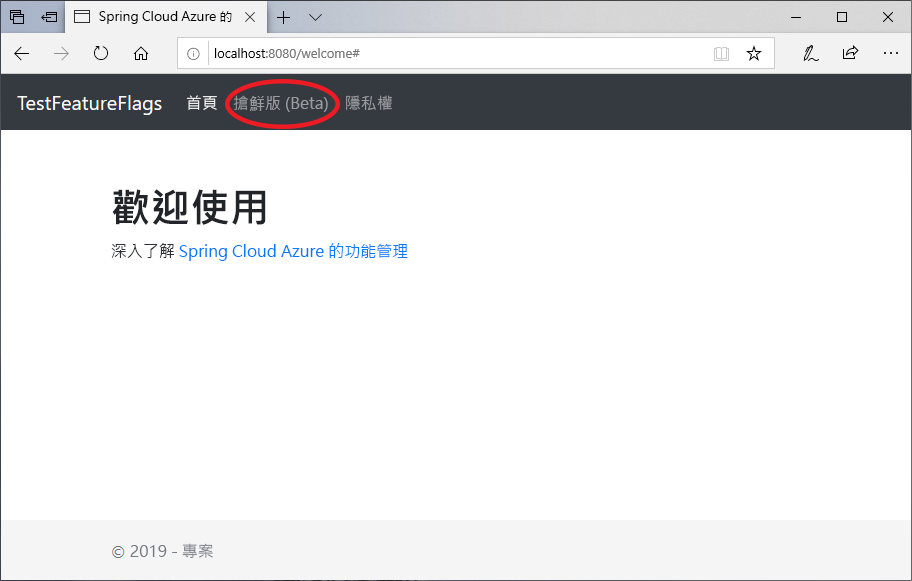 Spring Cloud Azure 的
localhost:8080/welcome#
TestFeatureFlags 首頁 搶鮮版 (Beta) 隱私權
歡迎使用
深入了解 Spring Cloud Azure 的功能管理
© 2019 - 專案